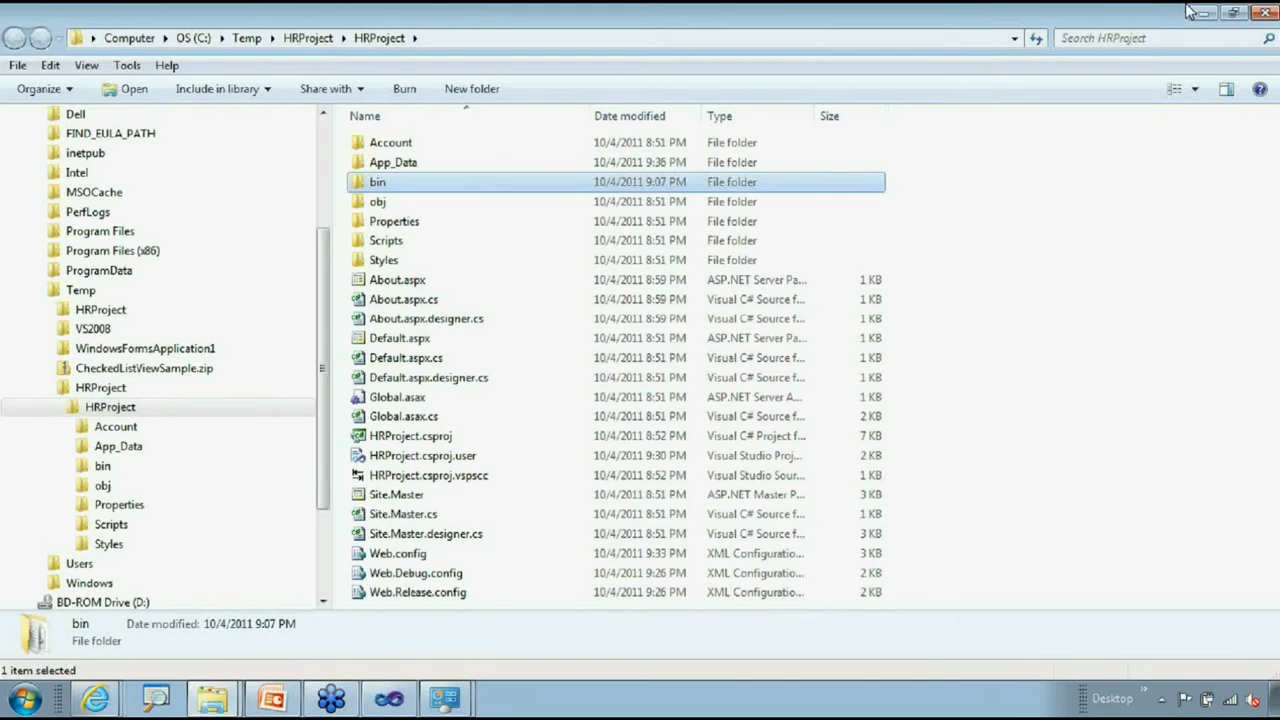 Computer OS (C:) Temp HRProject HRProject Search HRProject
File Edit View Tools Help
Organize Open Include in library Share with Burn New folder
Name Date modified Type Size
Dell
FIND_EULA_PATH
inetpub
Intel
MSOCache
PerfLogs
Program Files
Program Files (x86)
ProgramData
Temp
HRProject
VS2008
WindowsFormsApplication1
CheckedListViewSample.zip
HRProject
HRProject
Account
App_Data
bin
obj
Properties
Scripts
Styles
Users
Windows
BD-ROM Drive (D:)
Account 10/4/2011 8:51 PM File folder
App_Data 10/4/2011 9:36 PM File folder
bin 10/4/2011 9:07 PM File folder
obj 10/4/2011 8:51 PM File folder
Properties 10/4/2011 8:51 PM File folder
Scripts 10/4/2011 8:51 PM File folder
Styles 10/4/2011 8:51 PM File folder
About.aspx 10/4/2011 8:59 PM ASP.NET Server Pa... 1 KB
About.aspx.cs 10/4/2011 8:59 PM Visual C# Source f... 1 KB
About.aspx.designer.cs 10/4/2011 8:59 PM Visual C# Source f... 1 KB
Default.aspx 10/4/2011 8:51 PM ASP.NET Server Pa... 1 KB
Default.aspx.cs 10/4/2011 8:51 PM Visual C# Source f... 1 KB
Default.aspx.designer.cs 10/4/2011 8:51 PM Visual C# Source f... 1 KB
Global.asax 10/4/2011 8:51 PM ASP.NET Server A... 1 KB
Global.asax.cs 10/4/2011 8:51 PM Visual C# Source f... 2 KB
HRProject.csproj 10/4/2011 8:52 PM Visual C# Project f... 7 KB
HRProject.csproj.user 10/4/2011 9:30 PM Visual Studio Proj... 2 KB
HRProject.csproj.vspscc 10/4/2011 8:52 PM Visual Studio Sour... 1 KB
Site.Master 10/4/2011 8:51 PM ASP.NET Master P... 3 KB
Site.Master.cs 10/4/2011 8:51 PM Visual C# Source f... 1 KB
Site.Master.designer.cs 10/4/2011 8:51 PM Visual C# Source f... 3 KB
Web.config 10/4/2011 9:33 PM XML Configuratio... 3 KB
Web.Debug.config 10/4/2011 9:26 PM XML Configuratio... 2 KB
Web.Release.config 10/4/2011 9:26 PM XML Configuratio... 2 KB
bin Date modified: 10/4/2011 9:07 PM
File folder
1 item selected
Desktop